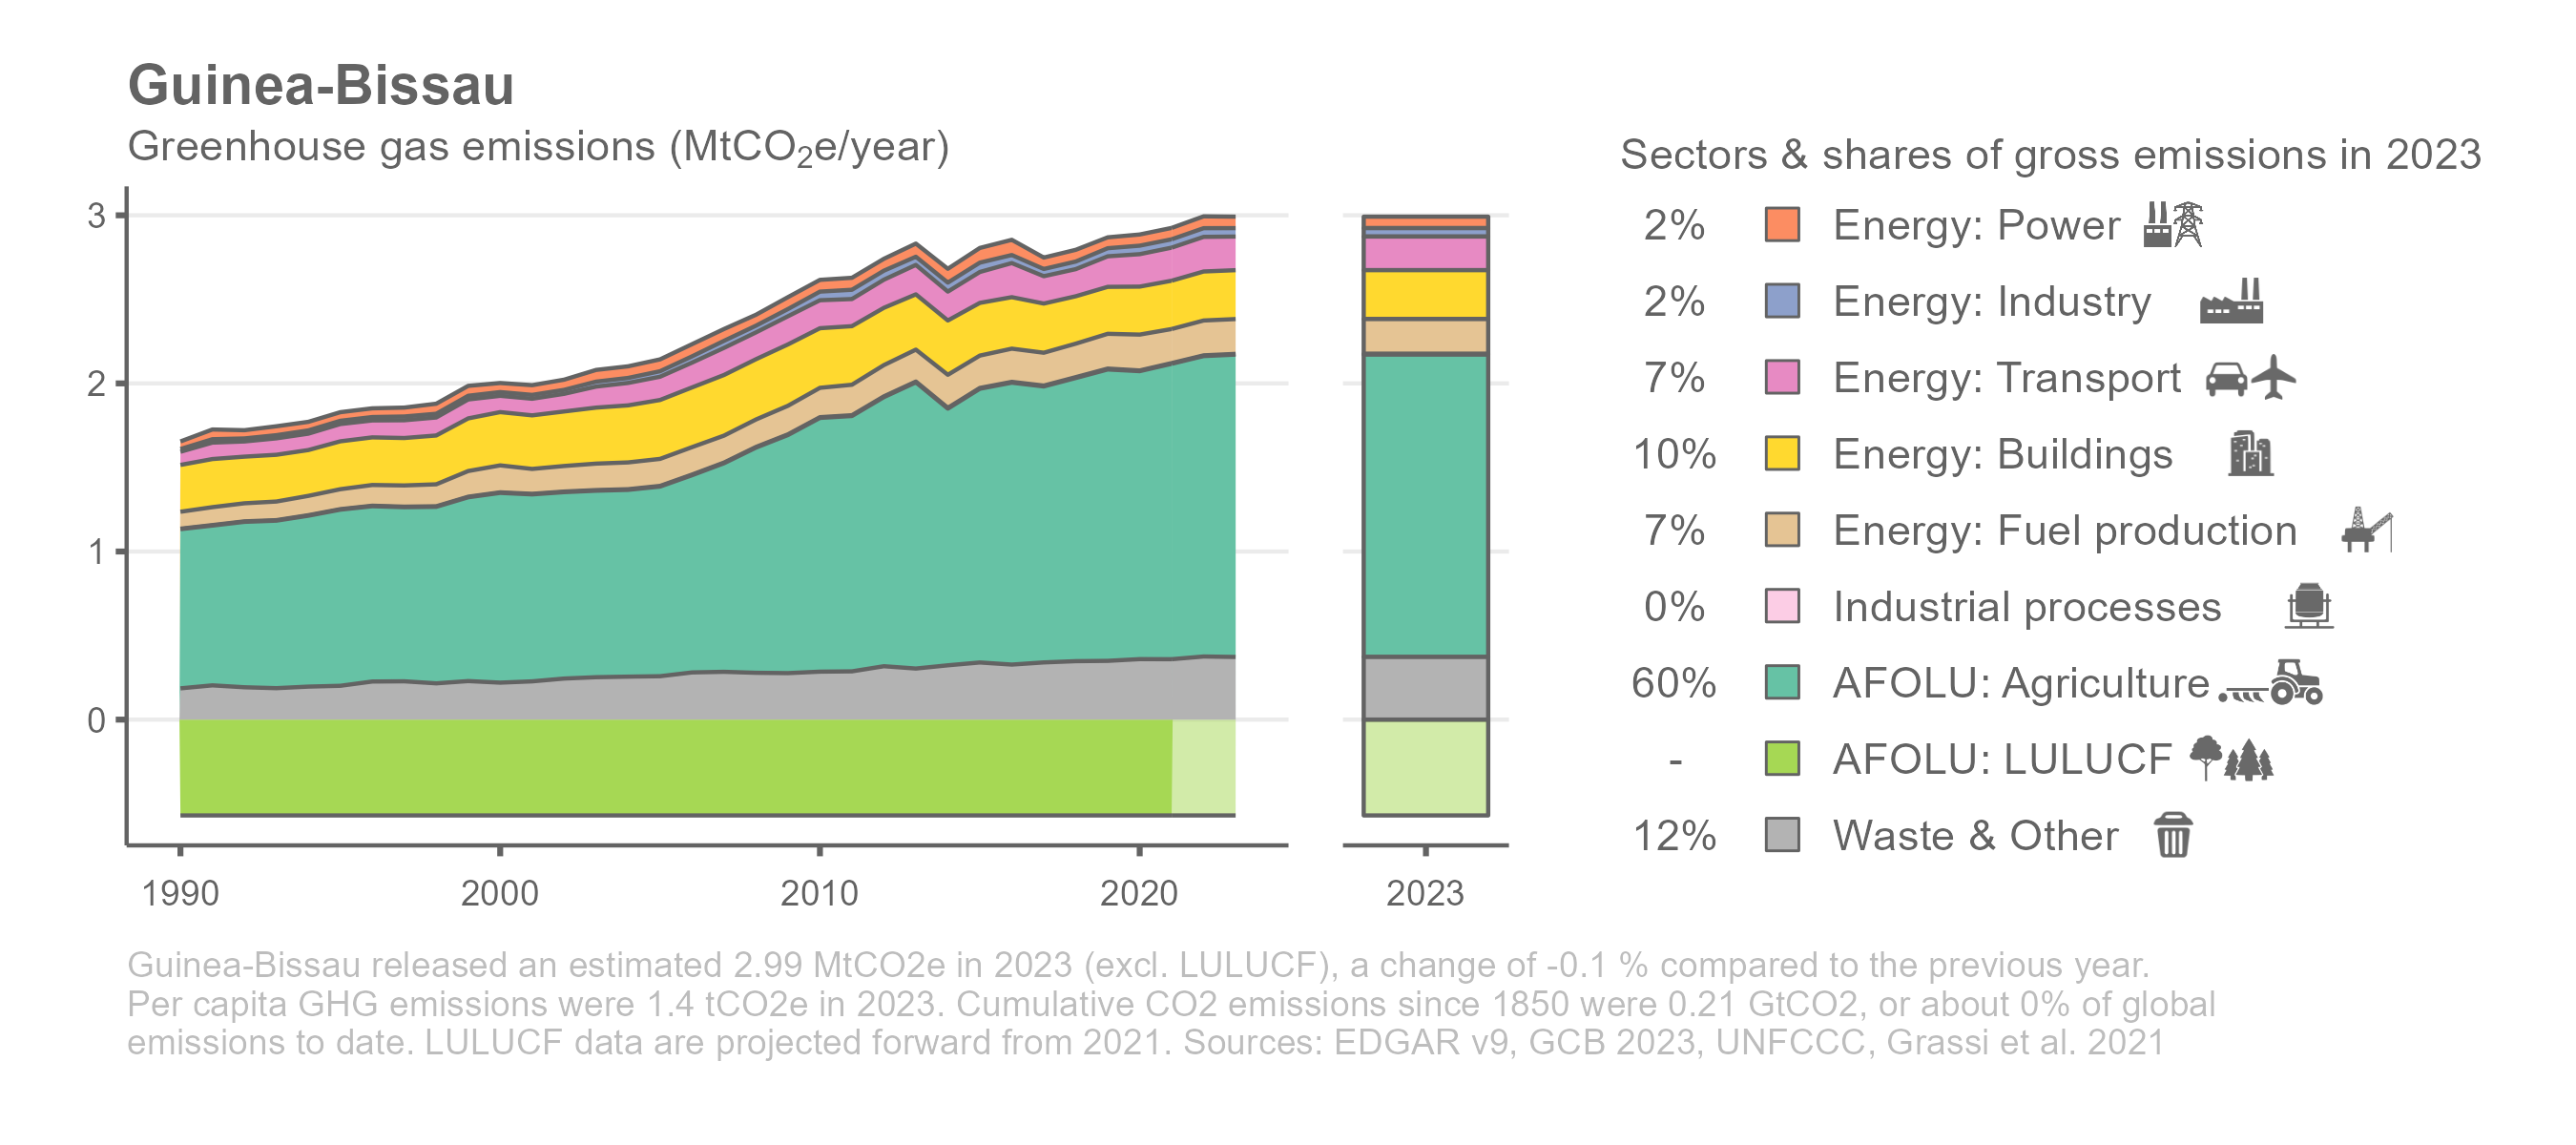 Guinea-Bissau
Greenhouse gas emissions (MtCO₂e/year)
3
2
1
0
1990
2000
2010
2020
2023
Sectors & shares of gross emissions in 2023
2% Energy: Power
2% Energy: Industry
7% Energy: Transport
10% Energy: Buildings
7% Energy: Fuel production
0% Industrial processes
60% AFOLU: Agriculture
- AFOLU: LULUCF
12% Waste & Other
Guinea-Bissau released an estimated 2.99 MtCO2e in 2023 (excl. LULUCF), a change of -0.1 % compared to the previous year.
Per capita GHG emissions were 1.4 tCO2e in 2023. Cumulative CO2 emissions since 1850 were 0.21 GtCO2, or about 0% of global
emissions to date. LULUCF data are projected forward from 2021. Sources: EDGAR v9, GCB 2023, UNFCCC, Grassi et al. 2021